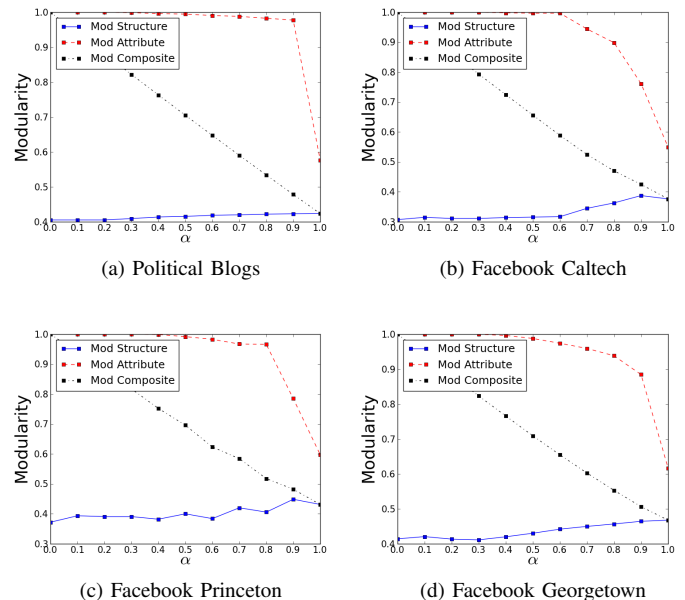 1.0
0.9
0.8
0.7
0.6
0.5
0.4
Modularity
Mod Structure
Mod Attribute
Mod Composite
0.0 0.1 0.2 0.3 0.4 0.5 0.6 0.7 0.8 0.9 1.0
α
(a) Political Blogs
1.0
0.9
0.8
0.7
0.6
0.5
0.4
0.3
Modularity
Mod Structure
Mod Attribute
Mod Composite
0.0 0.1 0.2 0.3 0.4 0.5 0.6 0.7 0.8 0.9 1.0
α
(b) Facebook Caltech
1.0
0.9
0.8
0.7
0.6
0.5
0.4
0.3
Modularity
Mod Structure
Mod Attribute
Mod Composite
0.0 0.1 0.2 0.3 0.4 0.5 0.6 0.7 0.8 0.9 1.0
α
(c) Facebook Princeton
1.0
0.9
0.8
0.7
0.6
0.5
0.4
Modularity
Mod Structure
Mod Attribute
Mod Composite
0.0 0.1 0.2 0.3 0.4 0.5 0.6 0.7 0.8 0.9 1.0
α
(d) Facebook Georgetown